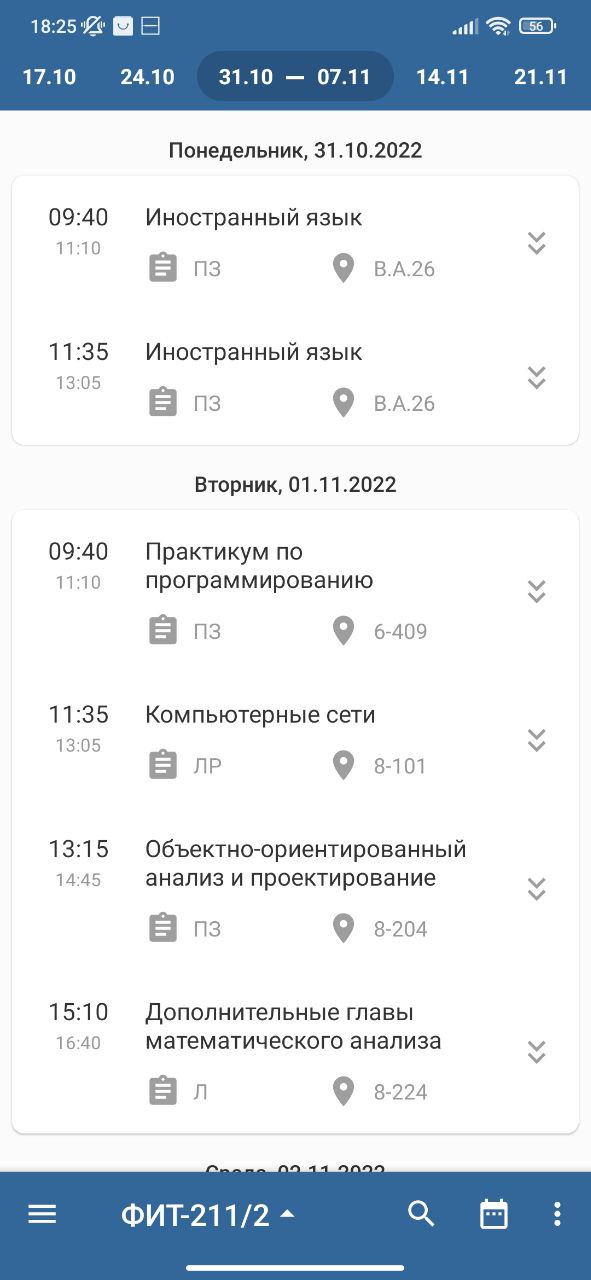 18:25 56
17.10 24.10 31.10 — 07.11 14.11 21.11
Понедельник, 31.10.2022
09:40 Иностранный язык
11:10
ПЗ В.А.26
11:35 Иностранный язык
13:05
ПЗ В.А.26
Вторник, 01.11.2022
09:40 Практикум по
11:10 программированию
ПЗ 6-409
11:35 Компьютерные сети
13:05
ЛР 8-101
13:15 Объектно-ориентированный
14:45 анализ и проектирование
ПЗ 8-204
15:10 Дополнительные главы
16:40 математического анализа
Л 8-224
Среда, 02.11.2022
ФИТ-211/2